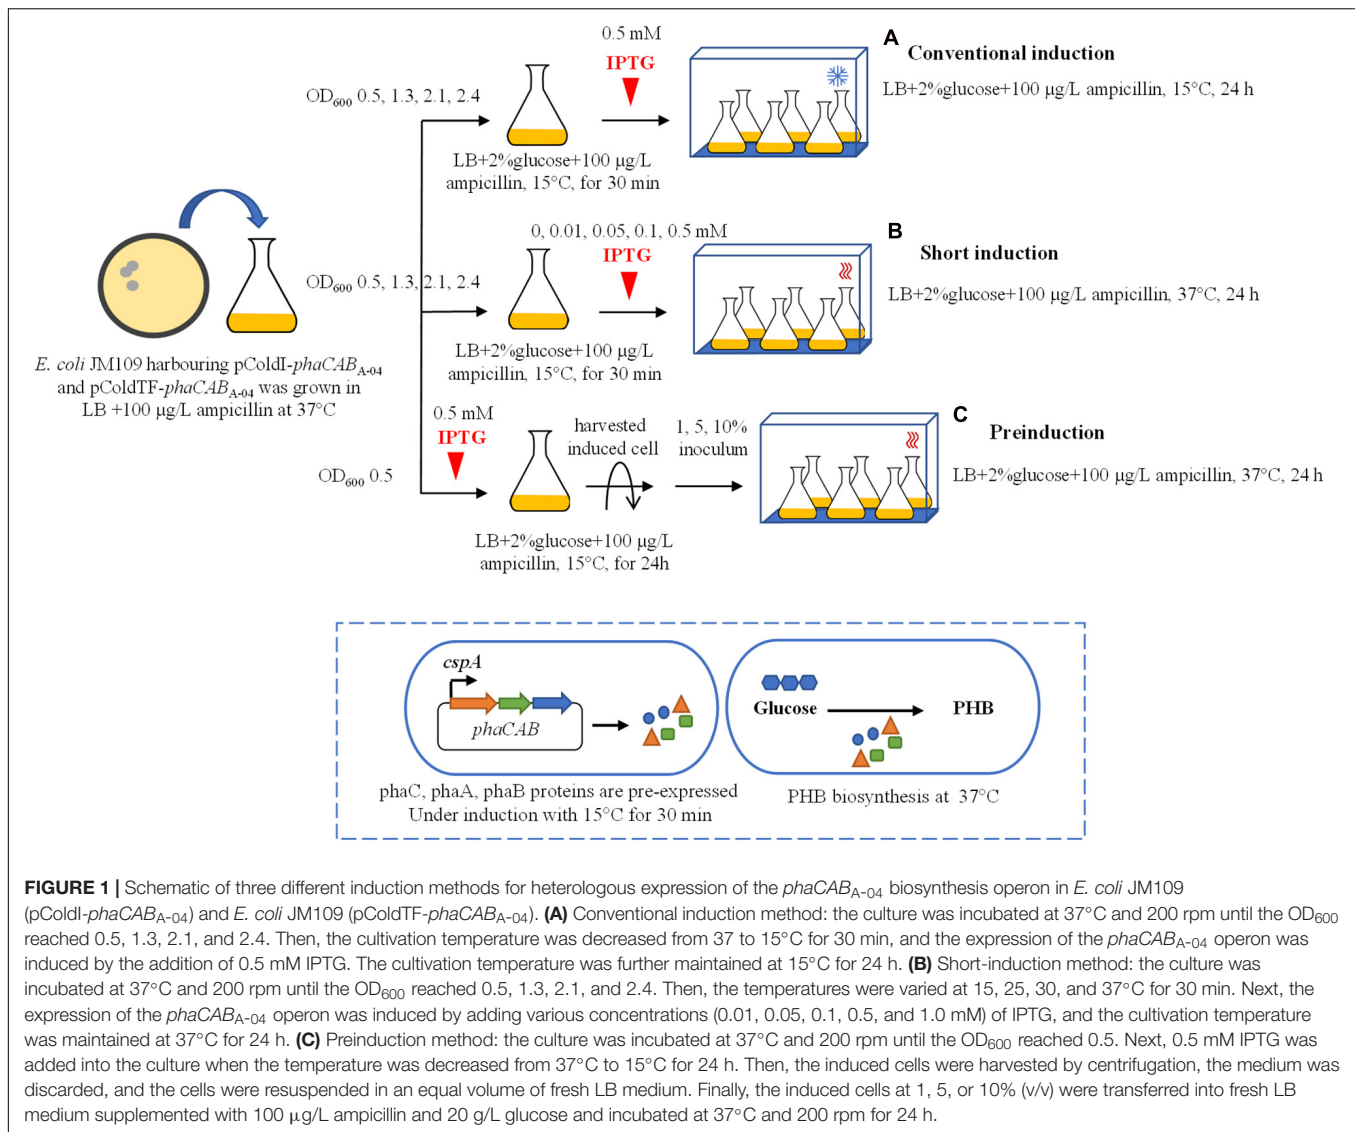 0.5 mM
IPTG
OD600 0.5, 1.3, 2.1, 2.4
LB+2%glucose+100 µg/L
ampicillin, 15°C, for 30 min
A
Conventional induction
LB+2%glucose+100 µg/L ampicillin, 15°C, 24 h
0, 0.01, 0.05, 0.1, 0.5 mM
IPTG
OD600 0.5, 1.3, 2.1, 2.4
LB+2%glucose+100 µg/L
ampicillin, 15°C, for 30 min
B
Short induction
LB+2%glucose+100 µg/L ampicillin, 37°C, 24 h
E. coli JM109 harbouring pColdI-phaCABA-04
and pColdTF-phaCABA-04 was grown in
LB +100 µg/L ampicillin at 37°C
0.5 mM
IPTG
OD600 0.5
harvested
induced cell
1, 5, 10%
inoculum
LB+2%glucose+100 µg/L
ampicillin, 15°C, for 24h
C
Preinduction
LB+2%glucose+100 µg/L ampicillin, 37°C, 24 h
cspA
phaCAB
phaC, phaA, phaB proteins are pre-expressed
Under induction with 15°C for 30 min
Glucose
PHB
PHB biosynthesis at 37°C
FIGURE 1 | Schematic of three different induction methods for heterologous expression of the phaCABA-04 biosynthesis operon in E. coli JM109
(pColdI-phaCABA-04) and E. coli JM109 (pColdTF-phaCABA-04). (A) Conventional induction method: the culture was incubated at 37°C and 200 rpm until the OD600
reached 0.5, 1.3, 2.1, and 2.4. Then, the cultivation temperature was decreased from 37 to 15°C for 30 min, and the expression of the phaCABA-04 operon was
induced by the addition of 0.5 mM IPTG. The cultivation temperature was further maintained at 15°C for 24 h. (B) Short-induction method: the culture was
incubated at 37°C and 200 rpm until the OD600 reached 0.5, 1.3, 2.1, and 2.4. Then, the temperatures were varied at 15, 25, 30, and 37°C for 30 min. Next, the
expression of the phaCABA-04 operon was induced by adding various concentrations (0.01, 0.05, 0.1, 0.5, and 1.0 mM) of IPTG, and the cultivation temperature
was maintained at 37°C for 24 h. (C) Preinduction method: the culture was incubated at 37°C and 200 rpm until the OD600 reached 0.5. Next, 0.5 mM IPTG was
added into the culture when the temperature was decreased from 37°C to 15°C for 24 h. Then, the induced cells were harvested by centrifugation, the medium was
discarded, and the cells were resuspended in an equal volume of fresh LB medium. Finally, the induced cells at 1, 5, or 10% (v/v) were transferred into fresh LB
medium supplemented with 100 µg/L ampicillin and 20 g/L glucose and incubated at 37°C and 200 rpm for 24 h.